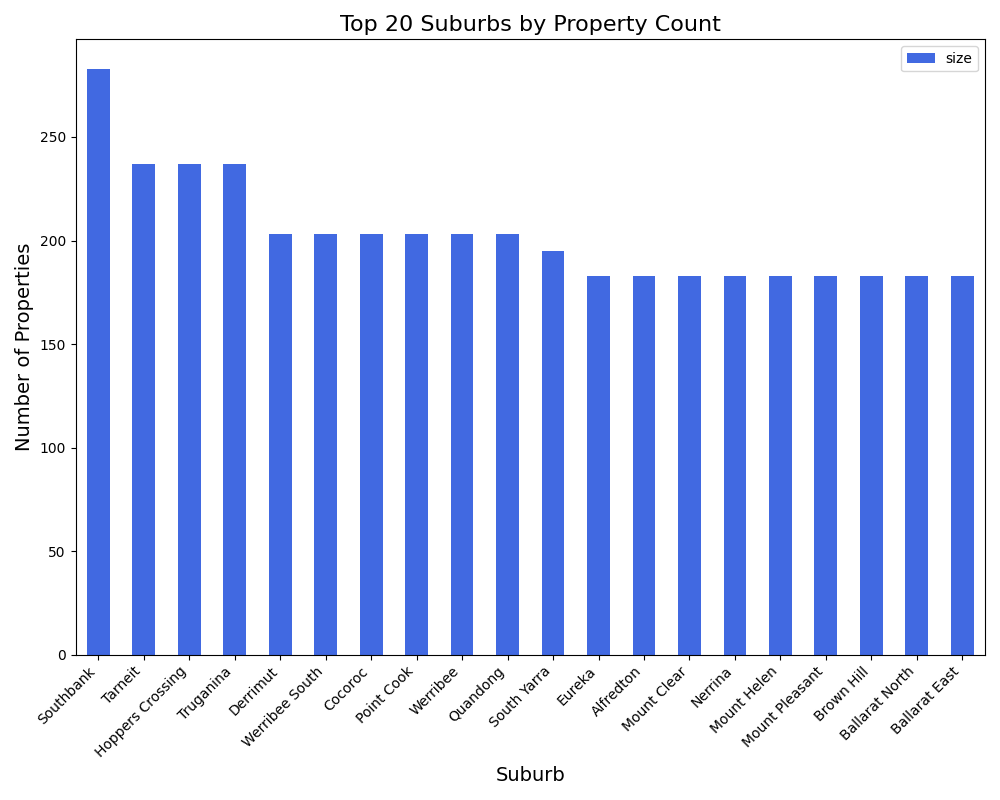 Top 20 Suburbs by Property Count
size
Number of Properties
250
200
150
100
50
0
Southbank
Tarneit
Hoppers Crossing
Truganina
Derrimut
Werribee South
Cocoroc
Point Cook
Werribee
Quandong
South Yarra
Eureka
Alfredton
Mount Clear
Nerrina
Mount Helen
Mount Pleasant
Brown Hill
Ballarat North
Ballarat East
Suburb